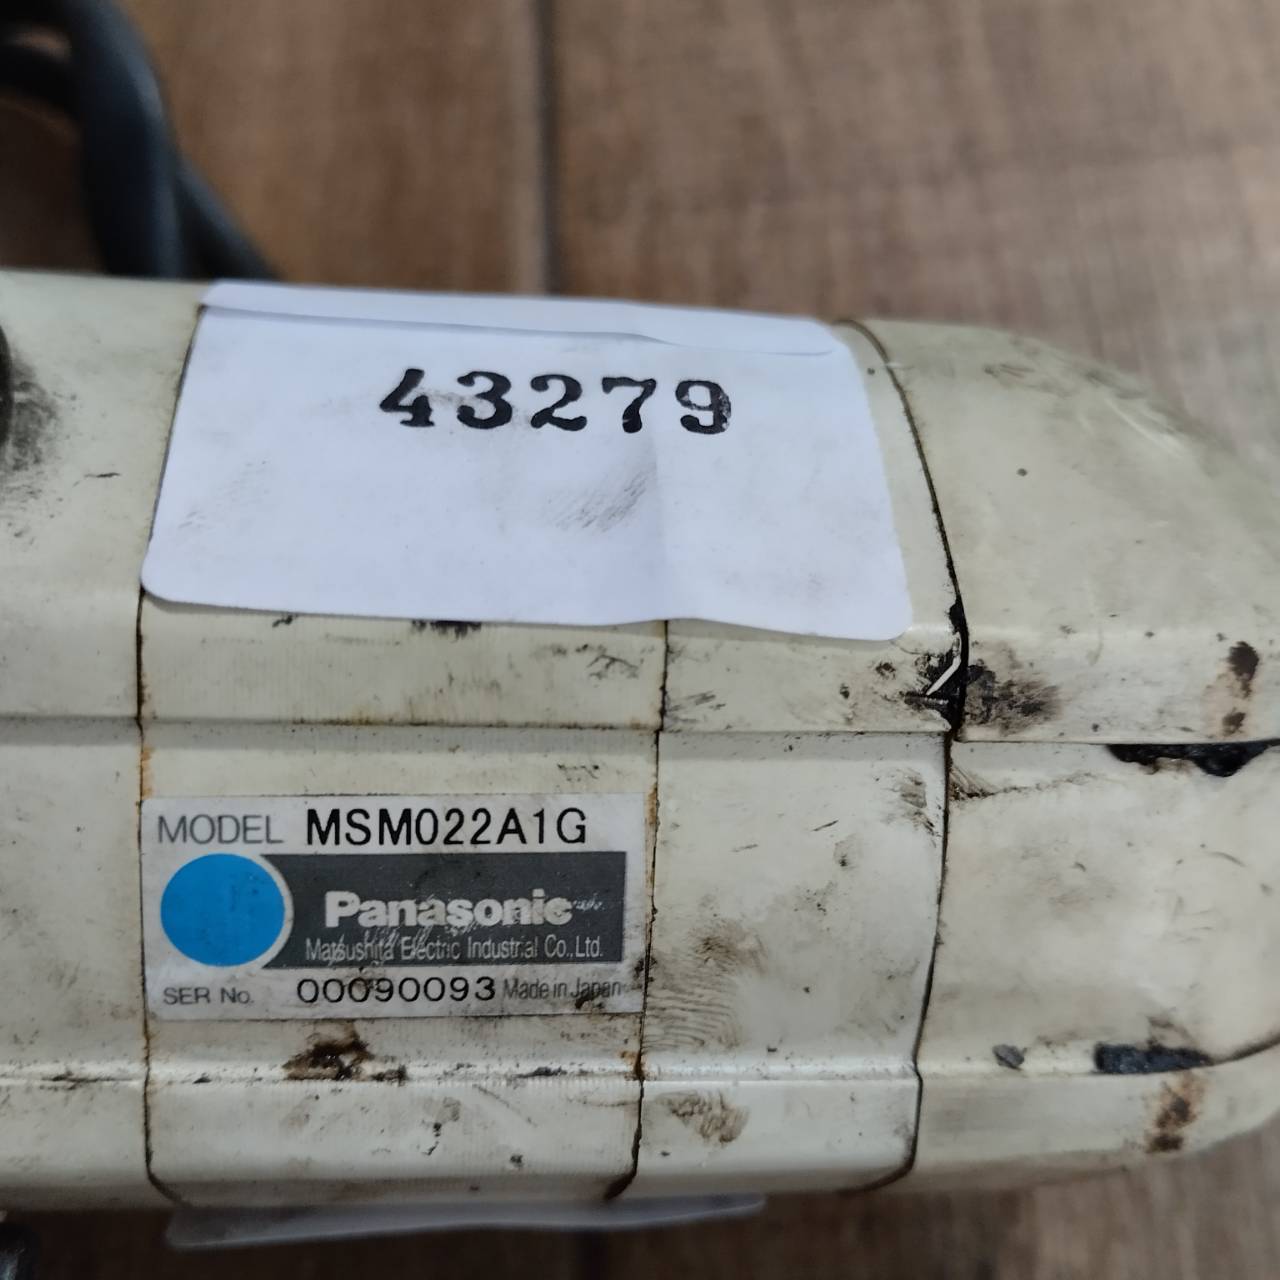 43279
MODEL MSM022A1G
Panasonic
Matsushita Electric Industrial Co., Ltd.
SER No. 00090093 Made in Japan